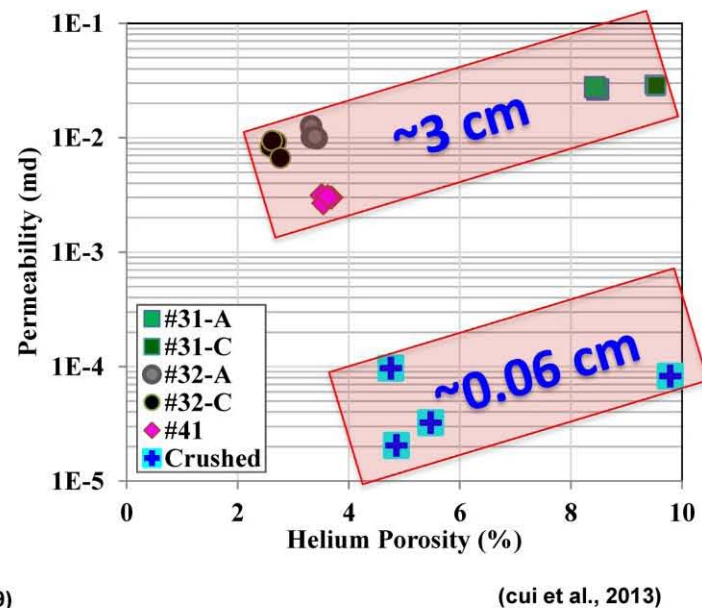 1E-1
1E-2
1E-3
1E-4
1E-5
Permeability (md)
~3 cm
~0.06 cm
#31-A
#31-C
#32-A
#32-C
#41
Crushed
0 2 4 6 8 10
Helium Porosity (%)
9)
(cui et al., 2013)